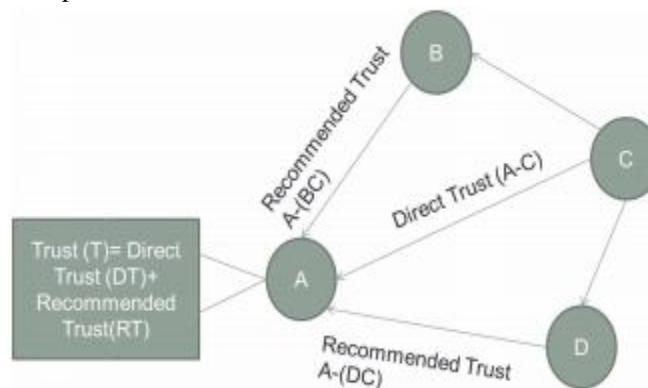 B
Recommended Trust
A-(BC)
C
Direct Trust (A-C)
Trust (T)= Direct
Trust (DT)+
Recommended
Trust(RT)
A
Recommended Trust
A-(DC)
D